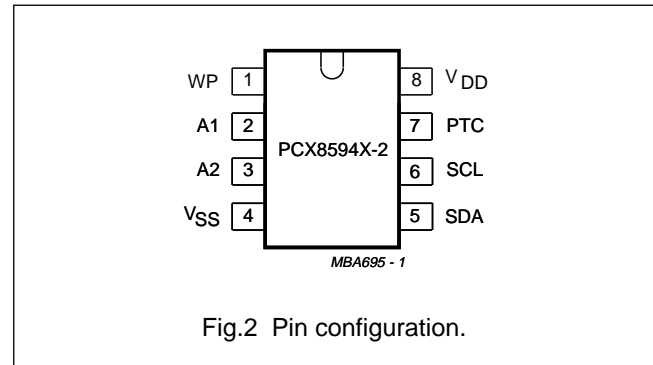 WP 1 8 VDD
A1 2 7 PTC
PCX8594X-2
A2 3 6 SCL
VSS 4 5 SDA
MBA695 - 1
Fig.2 Pin configuration.